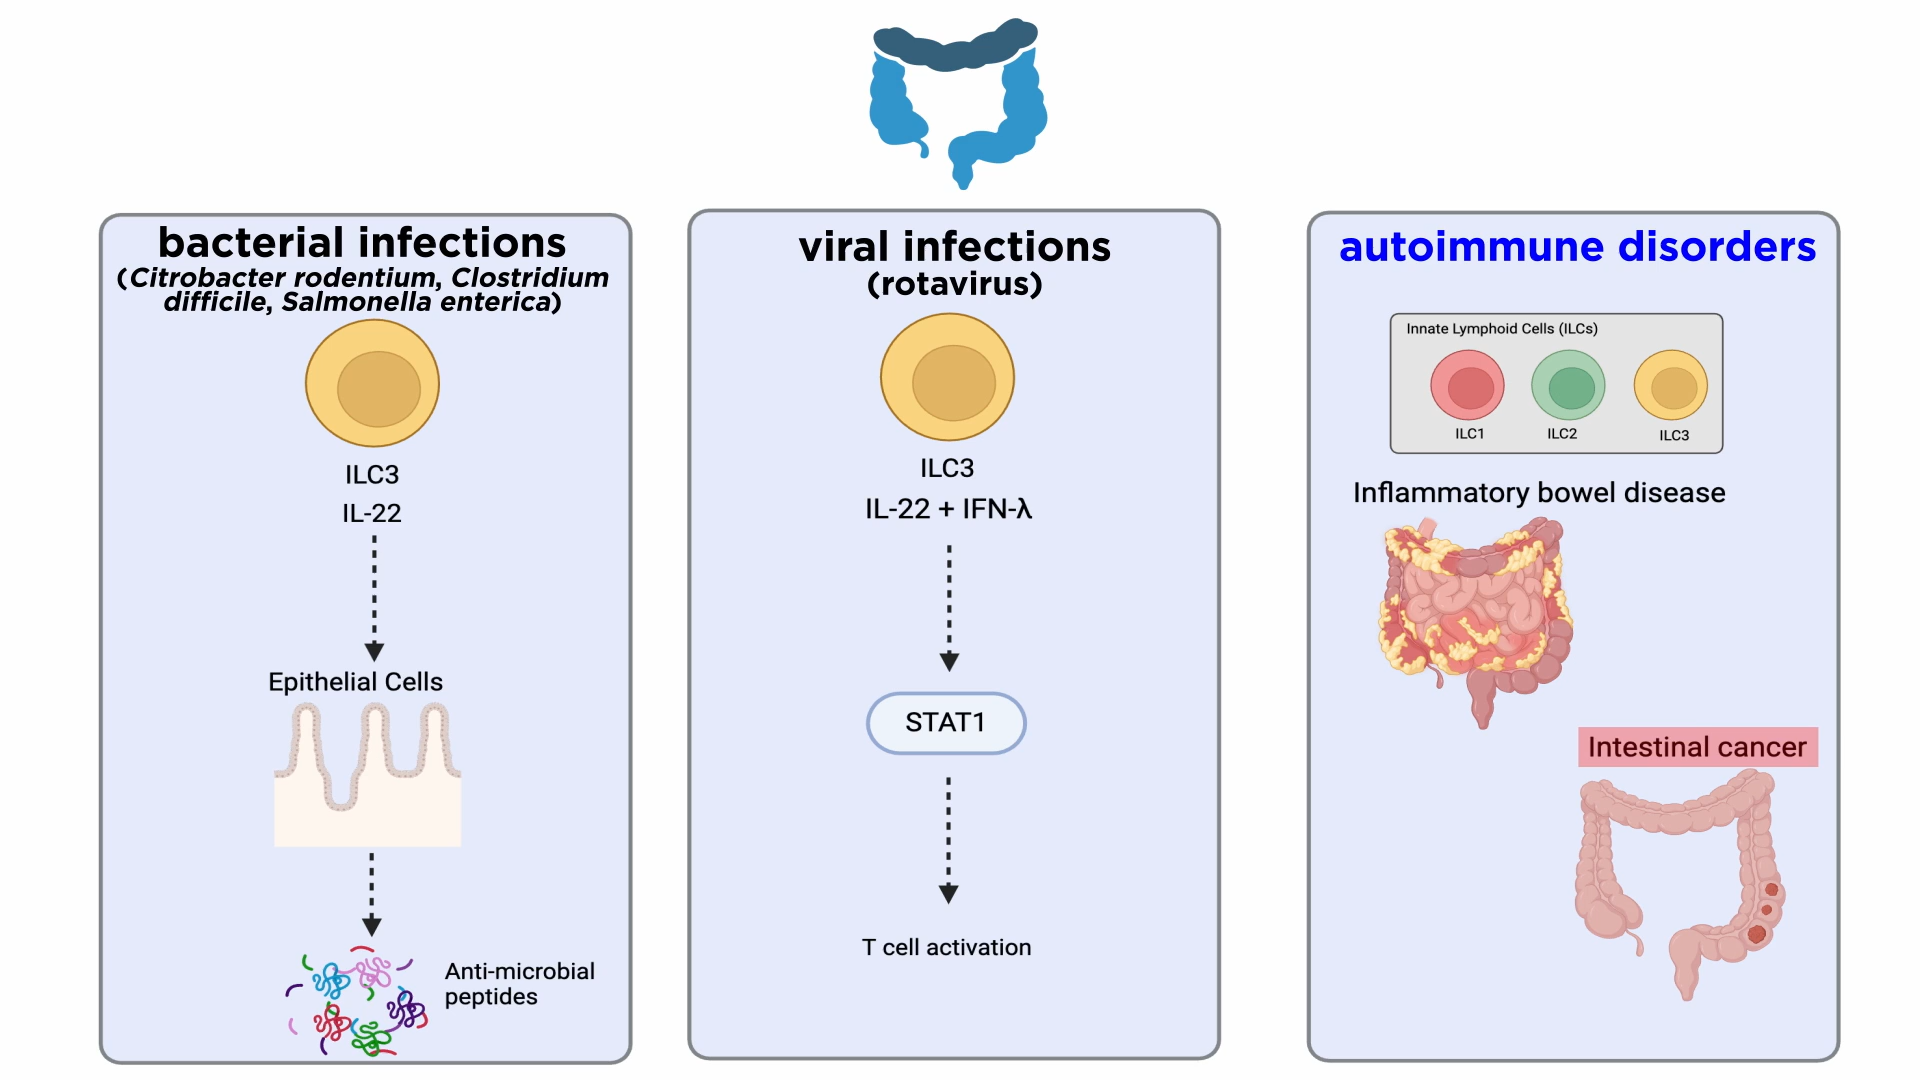 bacterial infections
(Citrobacter rodentium, Clostridium
difficile, Salmonella enterica)
ILC3
IL-22
Epithelial Cells
Anti-microbial
peptides
viral infections
(rotavirus)
ILC3
IL-22 + IFN-λ
STAT1
T cell activation
autoimmune disorders
Innate Lymphoid Cells (ILCs)
ILC1 ILC2 ILC3
Inflammatory bowel disease
Intestinal cancer